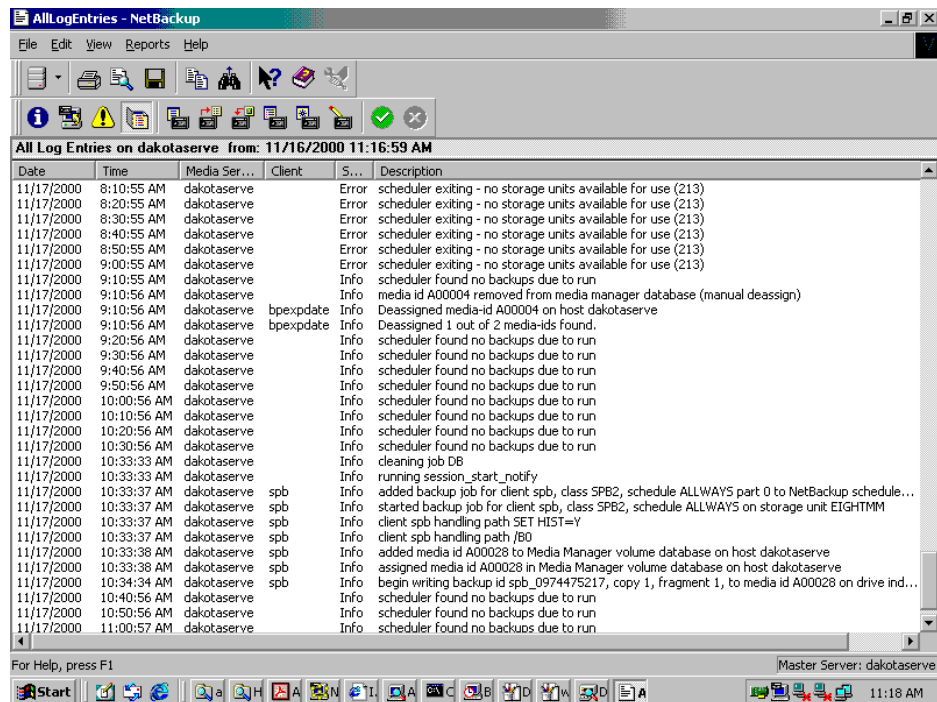 AllLogEntries - NetBackup
File Edit View Reports Help
All Log Entries on dakotaserve from: 11/16/2000 11:16:59 AM
Date Time Media Ser... Client S... Description
11/17/2000 8:10:55 AM dakotaserve Error scheduler exiting - no storage units available for use (213)
11/17/2000 8:20:55 AM dakotaserve Error scheduler exiting - no storage units available for use (213)
11/17/2000 8:30:55 AM dakotaserve Error scheduler exiting - no storage units available for use (213)
11/17/2000 8:40:55 AM dakotaserve Error scheduler exiting - no storage units available for use (213)
11/17/2000 8:50:55 AM dakotaserve Error scheduler exiting - no storage units available for use (213)
11/17/2000 9:00:55 AM dakotaserve Error scheduler exiting - no storage units available for use (213)
11/17/2000 9:10:55 AM dakotaserve Info scheduler found no backups due to run
11/17/2000 9:10:56 AM dakotaserve Info media id A00004 removed from media manager database (manual deassign)
11/17/2000 9:10:56 AM dakotaserve bpexpdate Info Deassigned media-id A00004 on host dakotaserve
11/17/2000 9:10:56 AM dakotaserve bpexpdate Info Deassigned 1 out of 2 media-ids found.
11/17/2000 9:20:56 AM dakotaserve Info scheduler found no backups due to run
11/17/2000 9:30:56 AM dakotaserve Info scheduler found no backups due to run
11/17/2000 9:40:56 AM dakotaserve Info scheduler found no backups due to run
11/17/2000 9:50:56 AM dakotaserve Info scheduler found no backups due to run
11/17/2000 10:00:56 AM dakotaserve Info scheduler found no backups due to run
11/17/2000 10:10:56 AM dakotaserve Info scheduler found no backups due to run
11/17/2000 10:20:56 AM dakotaserve Info scheduler found no backups due to run
11/17/2000 10:30:56 AM dakotaserve Info scheduler found no backups due to run
11/17/2000 10:33:33 AM dakotaserve Info cleaning job DB
11/17/2000 10:33:33 AM dakotaserve Info running session_start_notify
11/17/2000 10:33:37 AM dakotaserve spb Info added backup job for client spb, class SPB2, schedule ALLWAYS part 0 to NetBackup schedule...
11/17/2000 10:33:37 AM dakotaserve spb Info started backup job for client spb, class SPB2, schedule ALLWAYS on storage unit EIGHTMM
11/17/2000 10:33:37 AM dakotaserve spb Info client spb handling path SET HIST=Y
11/17/2000 10:33:37 AM dakotaserve spb Info client spb handling path /B0
11/17/2000 10:33:38 AM dakotaserve spb Info added media id A00028 to Media Manager volume database on host dakotaserve
11/17/2000 10:33:38 AM dakotaserve spb Info assigned media id A00028 in Media Manager volume database on host dakotaserve
11/17/2000 10:34:34 AM dakotaserve spb Info begin writing backup id spb_0974475217, copy 1, fragment 1, to media id A00028 on drive ind...
11/17/2000 10:40:56 AM dakotaserve Info scheduler found no backups due to run
11/17/2000 10:50:56 AM dakotaserve Info scheduler found no backups due to run
11/17/2000 11:00:57 AM dakotaserve Info scheduler found no backups due to run
For Help, press F1 Master Server: dakotaserve
Start a H A N I. A C B D W D A 11:18 AM